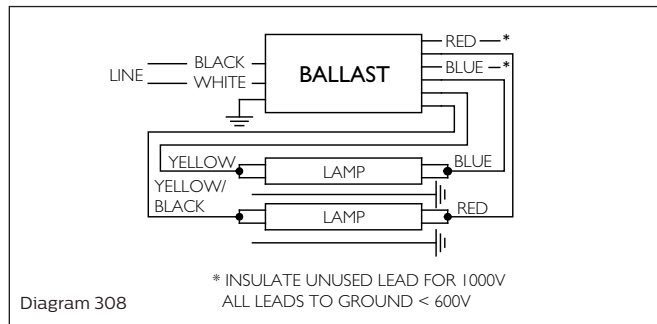 RED *
BLACK
LINE
BALLAST
BLUE *
WHITE
YELLOW
LAMP
BLUE
YELLOW/
BLACK
LAMP
RED
* INSULATE UNUSED LEAD FOR 1000V
ALL LEADS TO GROUND < 600V
Diagram 308